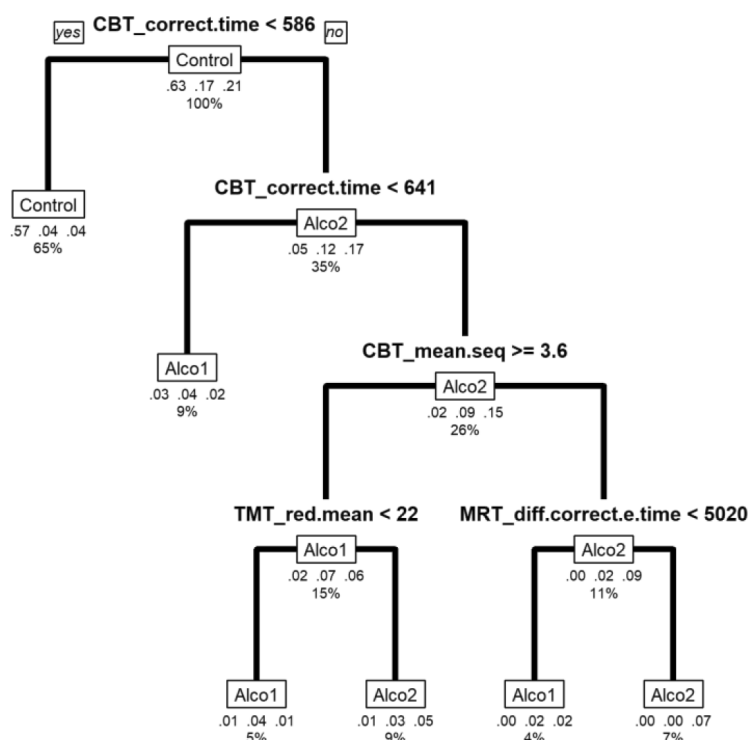 CBT_correct.time < 586
yes
no
Control
.63 .17 .21
100%
CBT_correct.time < 641
Control
.57 .04 .04
65%
Alco2
.05 .12 .17
35%
CBT_mean.seq >= 3.6
Alco1
.03 .04 .02
9%
Alco2
.02 .09 .15
26%
TMT_red.mean < 22
MRT_diff.correct.e.time < 5020
Alco1
.02 .07 .06
15%
Alco2
.00 .02 .09
11%
Alco1
.01 .04 .01
5%
Alco2
.01 .03 .05
9%
Alco1
.00 .02 .02
4%
Alco2
.00 .00 .07
7%